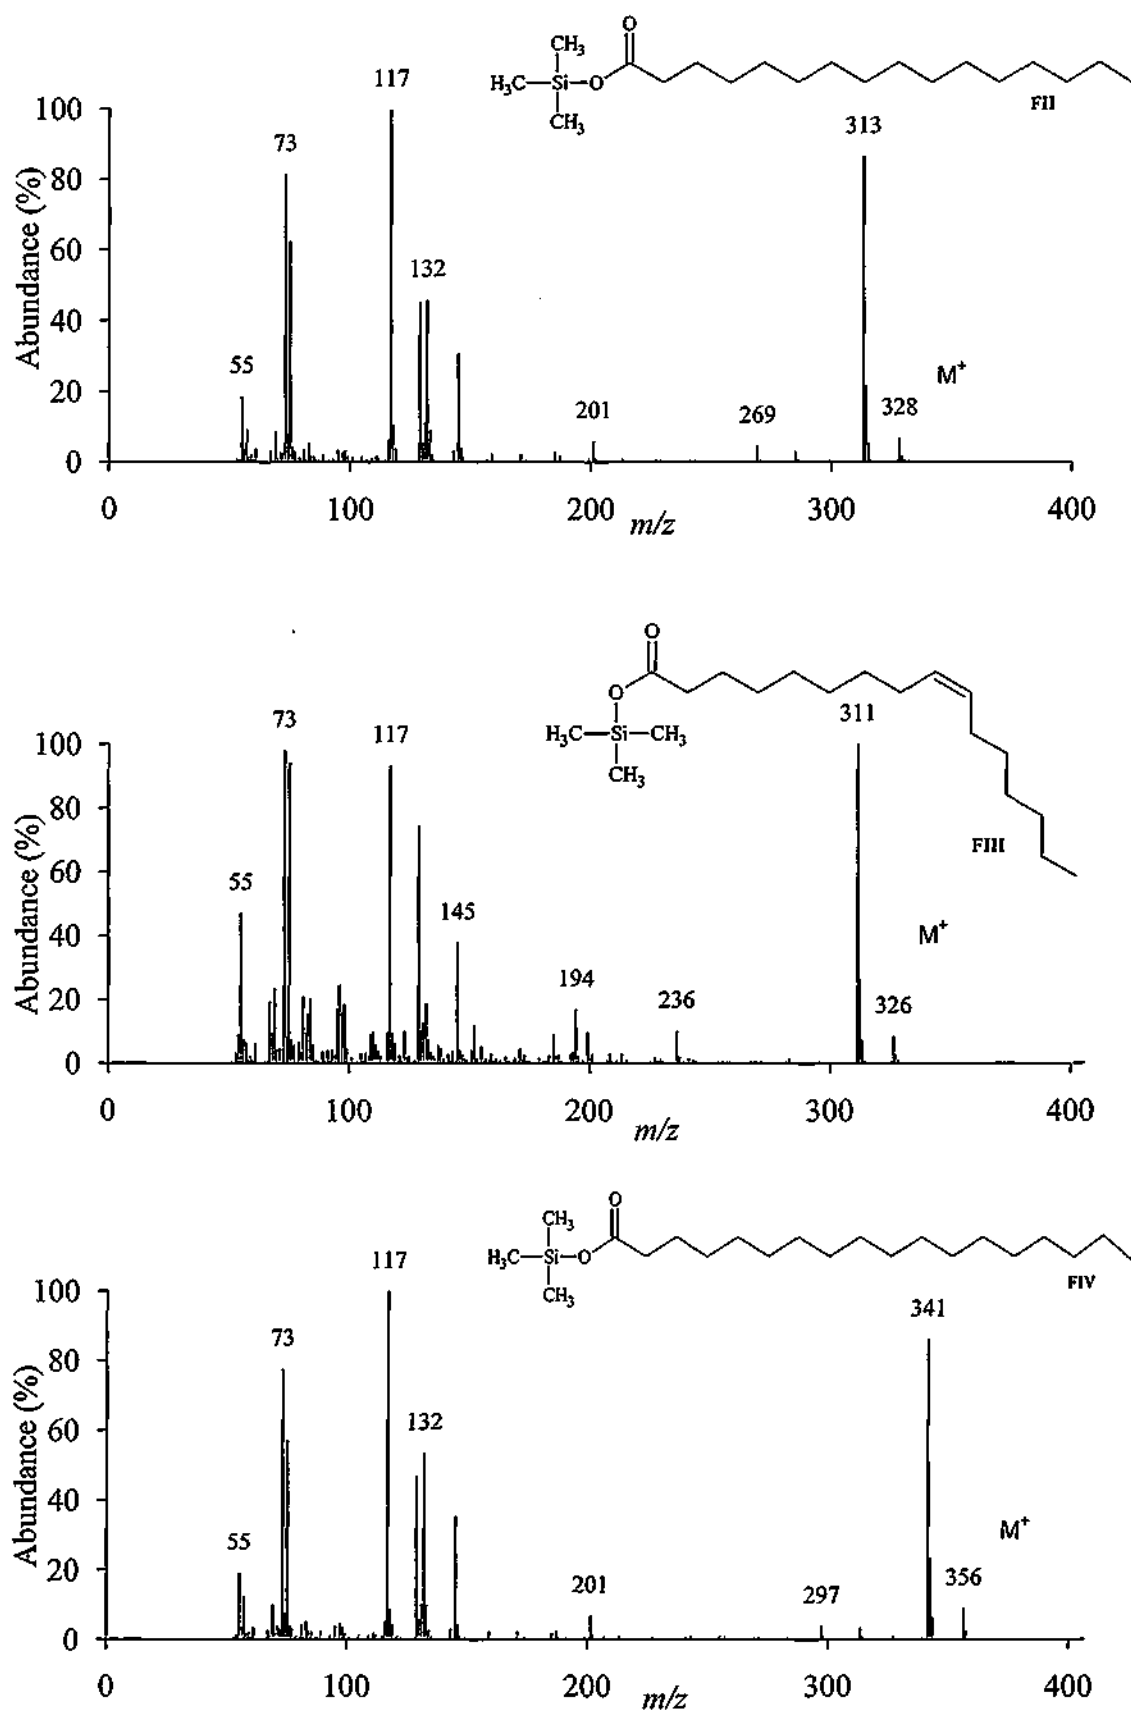 O
CH3
H3C—Si—O
CH3
FII
117
73
313
132
55
M+
328
201
269
Abundance (%)
100
80
60
40
20
0
0 100 200 300 400
m/z
O
O
H3C—Si—CH3
CH3
FIII
73
117
311
55
145
M+
194
236
326
Abundance (%)
100
80
60
40
20
0
0 100 200 300 400
m/z
O
CH3
H3C—Si—O
CH3
FIV
117
73
341
132
55
M+
201
297
356
Abundance (%)
100
80
60
40
20
0
0 100 200 300 400
m/z